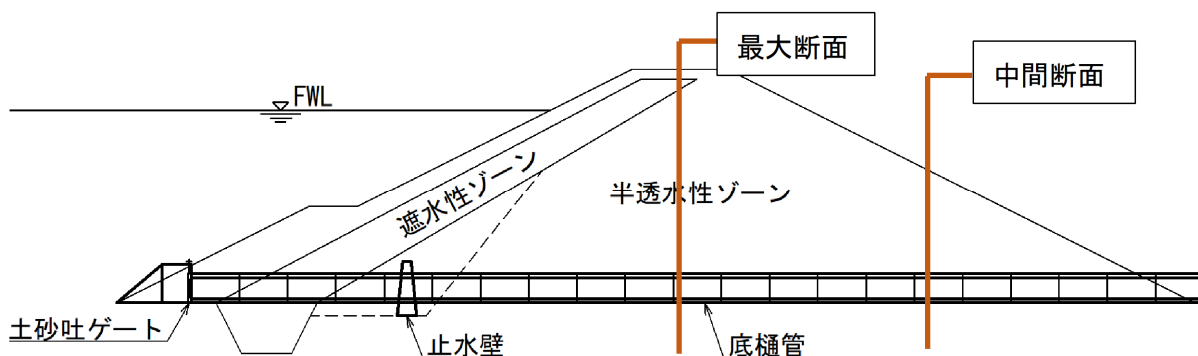 最大断面
中間断面
FWL
遮水性ゾーン
半透水性ゾーン
土砂吐ゲート
止水壁
底樋管